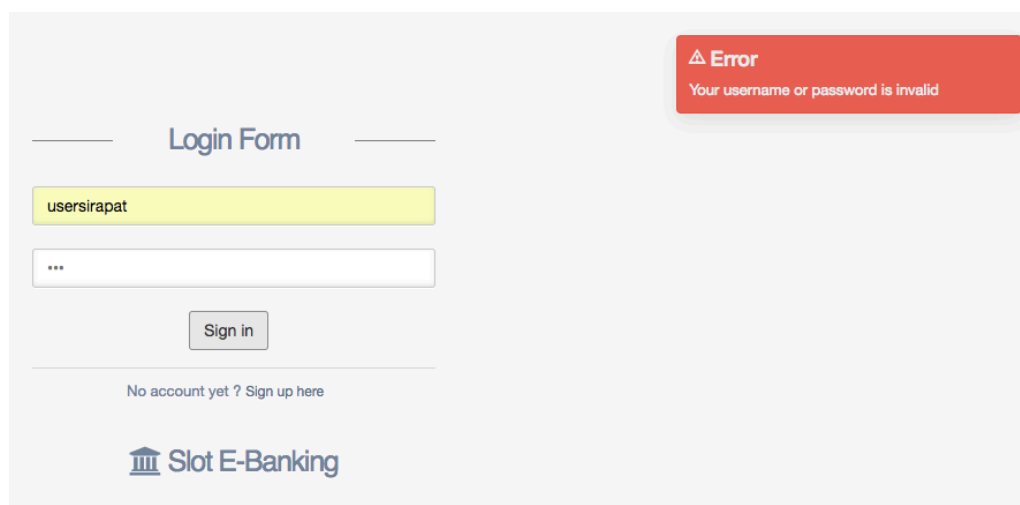 Error
Your username or password is invalid
Login Form
usersirapat
•••
Sign in
No account yet ? Sign up here
Slot E-Banking